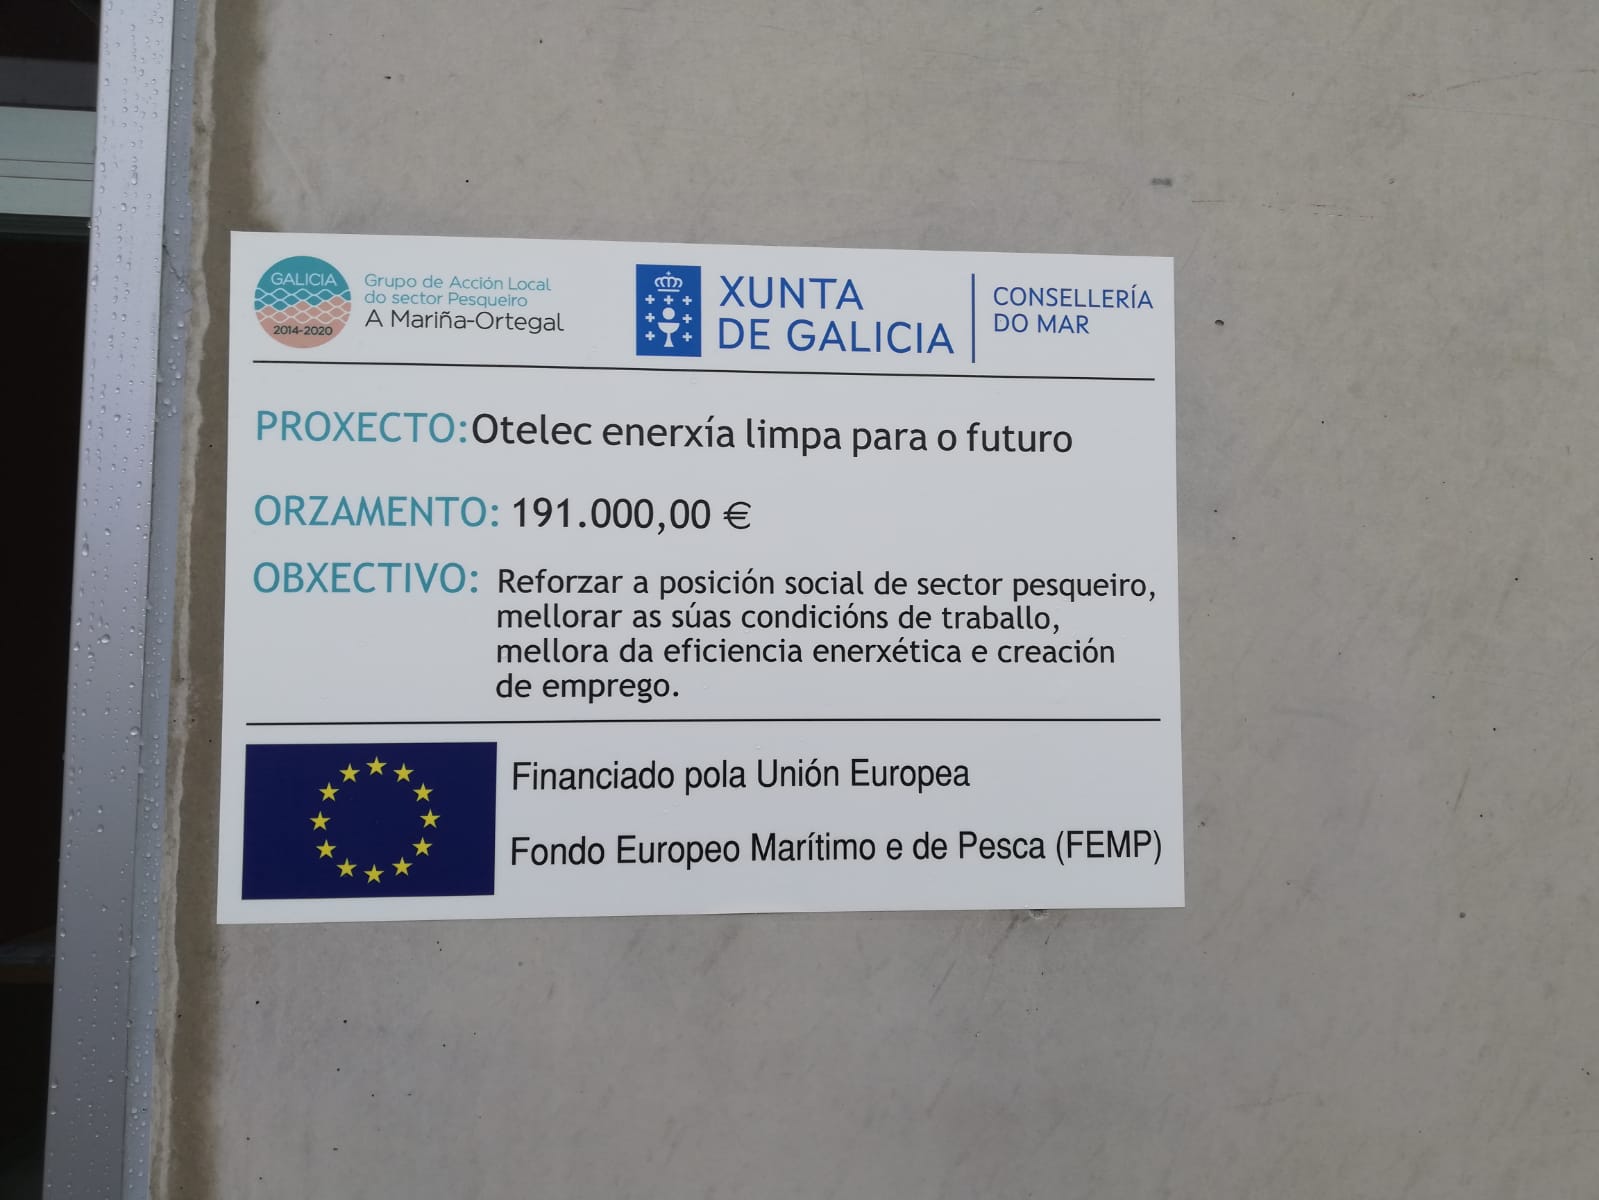 GALICIA
2014-2020
Grupo de Acción Local
do sector Pesqueiro
A Mariña-Ortegal
XUNTA
DE GALICIA
CONSELLERÍA
DO MAR
PROXECTO: Otelec enerxía limpa para o futuro
ORZAMENTO: 191.000,00 €
OBXECTIVO: Reforzar a posición social de sector pesqueiro,
mellorar as súas condicións de traballo,
mellora da eficiencia enerxética e creación
de emprego.
Financiado pola Unión Europea
Fondo Europeo Marítimo e de Pesca (FEMP)